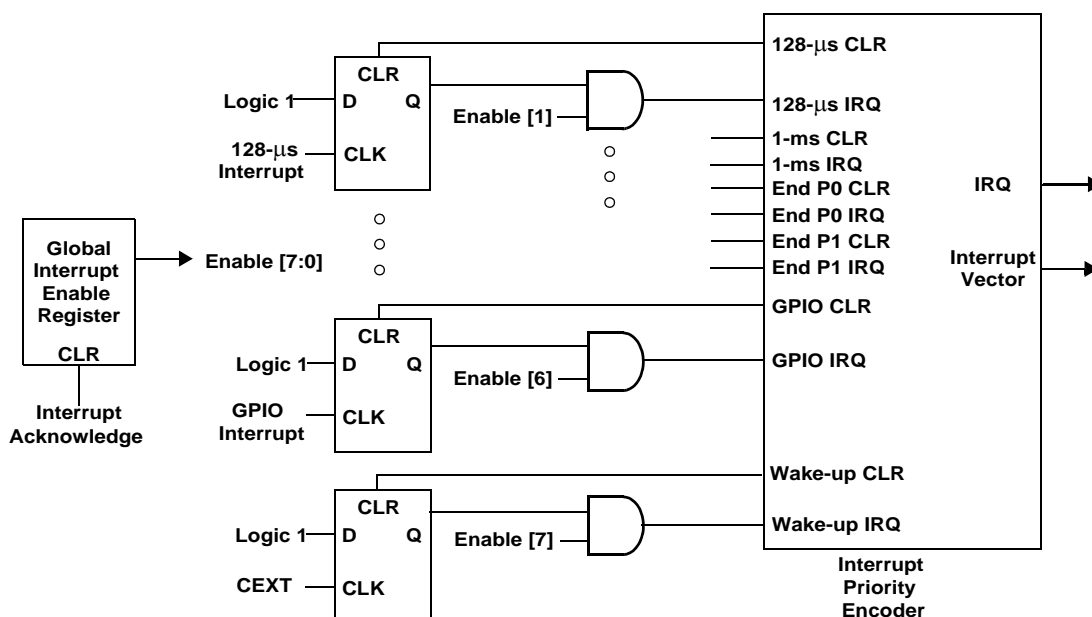 CLR
D Q
CLK
Logic 1
128-μs
Interrupt
Enable [1]
128-μs CLR
128-μs IRQ
1-ms CLR
1-ms IRQ
End P0 CLR
End P0 IRQ
End P1 CLR
End P1 IRQ
GPIO CLR
GPIO IRQ
Wake-up CLR
Wake-up IRQ
IRQ
Interrupt
Vector
Interrupt
Priority
Encoder
Global
Interrupt
Enable
Register
CLR
Interrupt
Acknowledge
Enable [7:0]
CLR
D Q
CLK
Logic 1
GPIO
Interrupt
Enable [6]
CLR
D Q
CLK
Logic 1
CEXT
Enable [7]